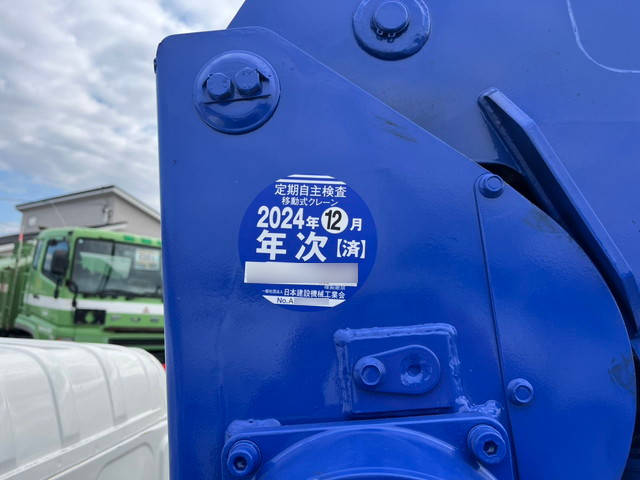 定期自主検査
移動式クレーン
2024年12月
年次【済】
一般社団法人 日本建設機械工業会
No.A